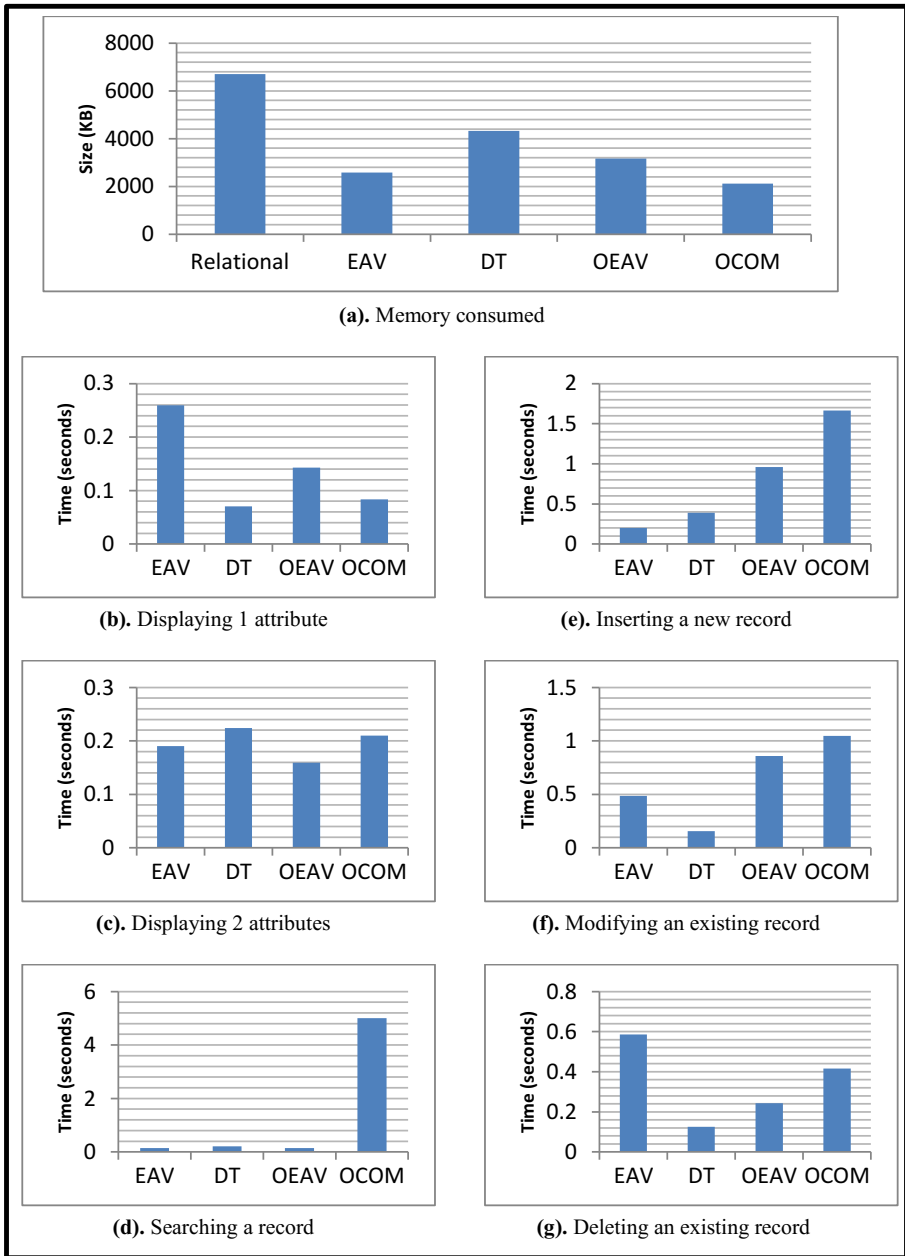 8000
6000
4000
2000
0
Size (KB)
Relational EAV DT OEAV OCOM
(a). Memory consumed
0.3
0.2
0.1
0
Time (seconds)
EAV DT OEAV OCOM
(b). Displaying 1 attribute
2
1.5
1
0.5
0
Time (seconds)
EAV DT OEAV OCOM
(e). Inserting a new record
0.3
0.2
0.1
0
Time (seconds)
EAV DT OEAV OCOM
(c). Displaying 2 attributes
1.5
1
0.5
0
Time (seconds)
EAV DT OEAV OCOM
(f). Modifying an existing record
6
4
2
0
Time (seconds)
EAV DT OEAV OCOM
(d). Searching a record
0.8
0.6
0.4
0.2
0
Time (seconds)
EAV DT OEAV OCOM
(g). Deleting an existing record